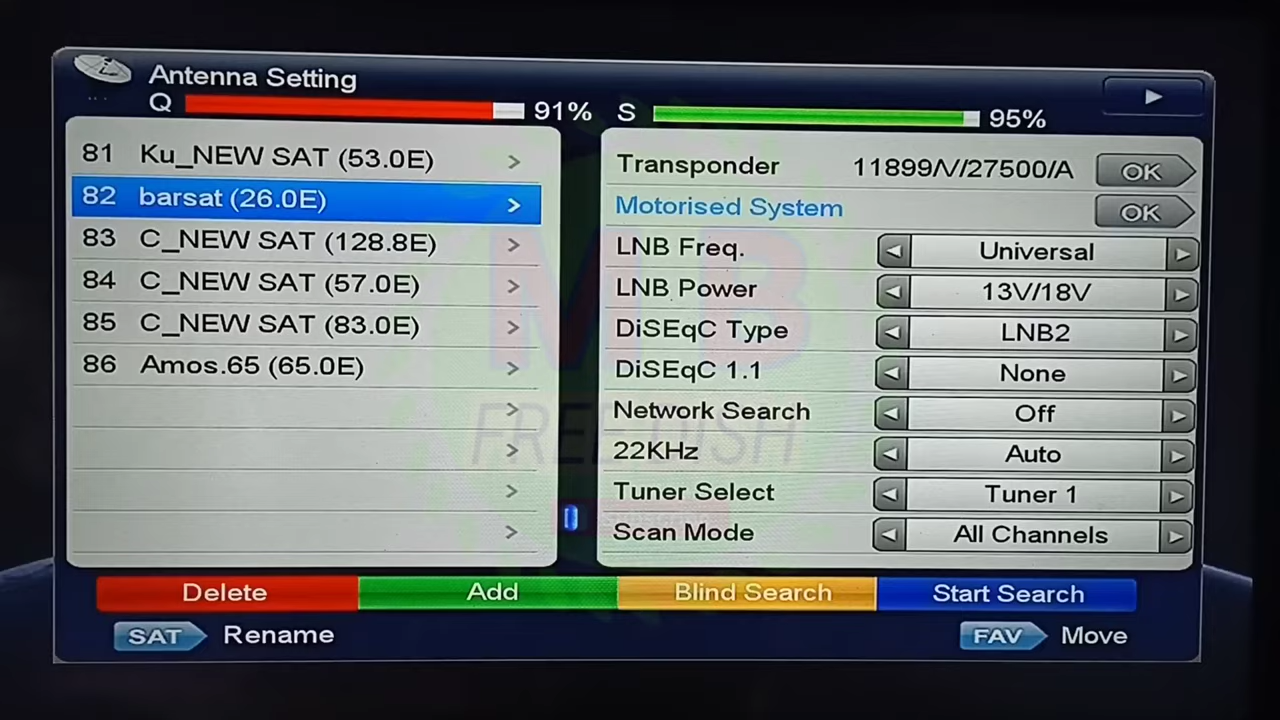 Antenna Setting
Q 91% S 95%
81 Ku_NEW SAT (53.0E) >
82 barsat (26.0E) >
83 C_NEW SAT (128.8E) >
84 C_NEW SAT (57.0E) >
85 C_NEW SAT (83.0E) >
86 Amos.65 (65.0E) >
Transponder 11899/V/27500/A OK
Motorised System OK
LNB Freq. Universal
LNB Power 13V/18V
DiSEqC Type LNB2
DiSEqC 1.1 None
Network Search Off
22KHz Auto
Tuner Select Tuner 1
Scan Mode All Channels
MB
FREE DISH
Delete Add Blind Search Start Search
SAT Rename FAV Move